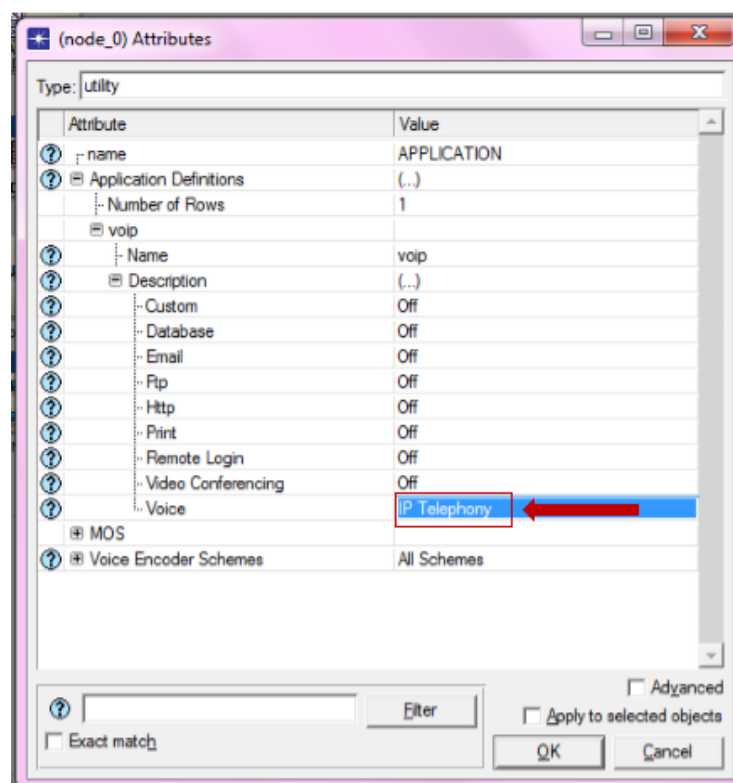 (node_0) Attributes
Type: utility
Attribute Value
name APPLICATION
Application Definitions (...)
Number of Rows 1
voip
Name voip
Description (...)
Custom Off
Database Off
Email Off
Ftp Off
Http Off
Print Off
Remote Login Off
Video Conferencing Off
Voice IP Telephony
MOS
Voice Encoder Schemes All Schemes
Advanced
Filter
Apply to selected objects
Exact match
OK Cancel